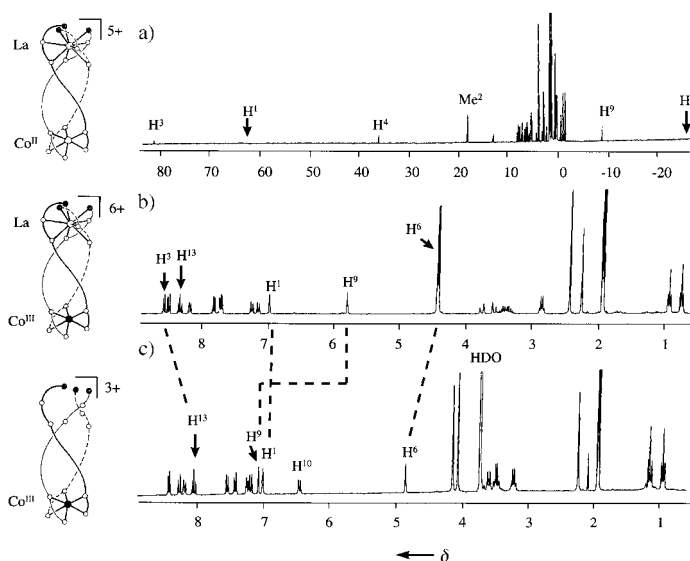 La
Co^II
5+
a)
H^3
H^1
H^4
Me^2
H^9
H
80 70 60 50 40 30 20 10 0 -10 -20
La
Co^III
6+
b)
H^3
H^13
H^1
H^9
H^6
8 7 6 5 4 3 2 1
HDO
Co^III
3+
c)
H^13
H^9
H^1
H^10
H^6
8 7 6 5 4 3 2 1
δ